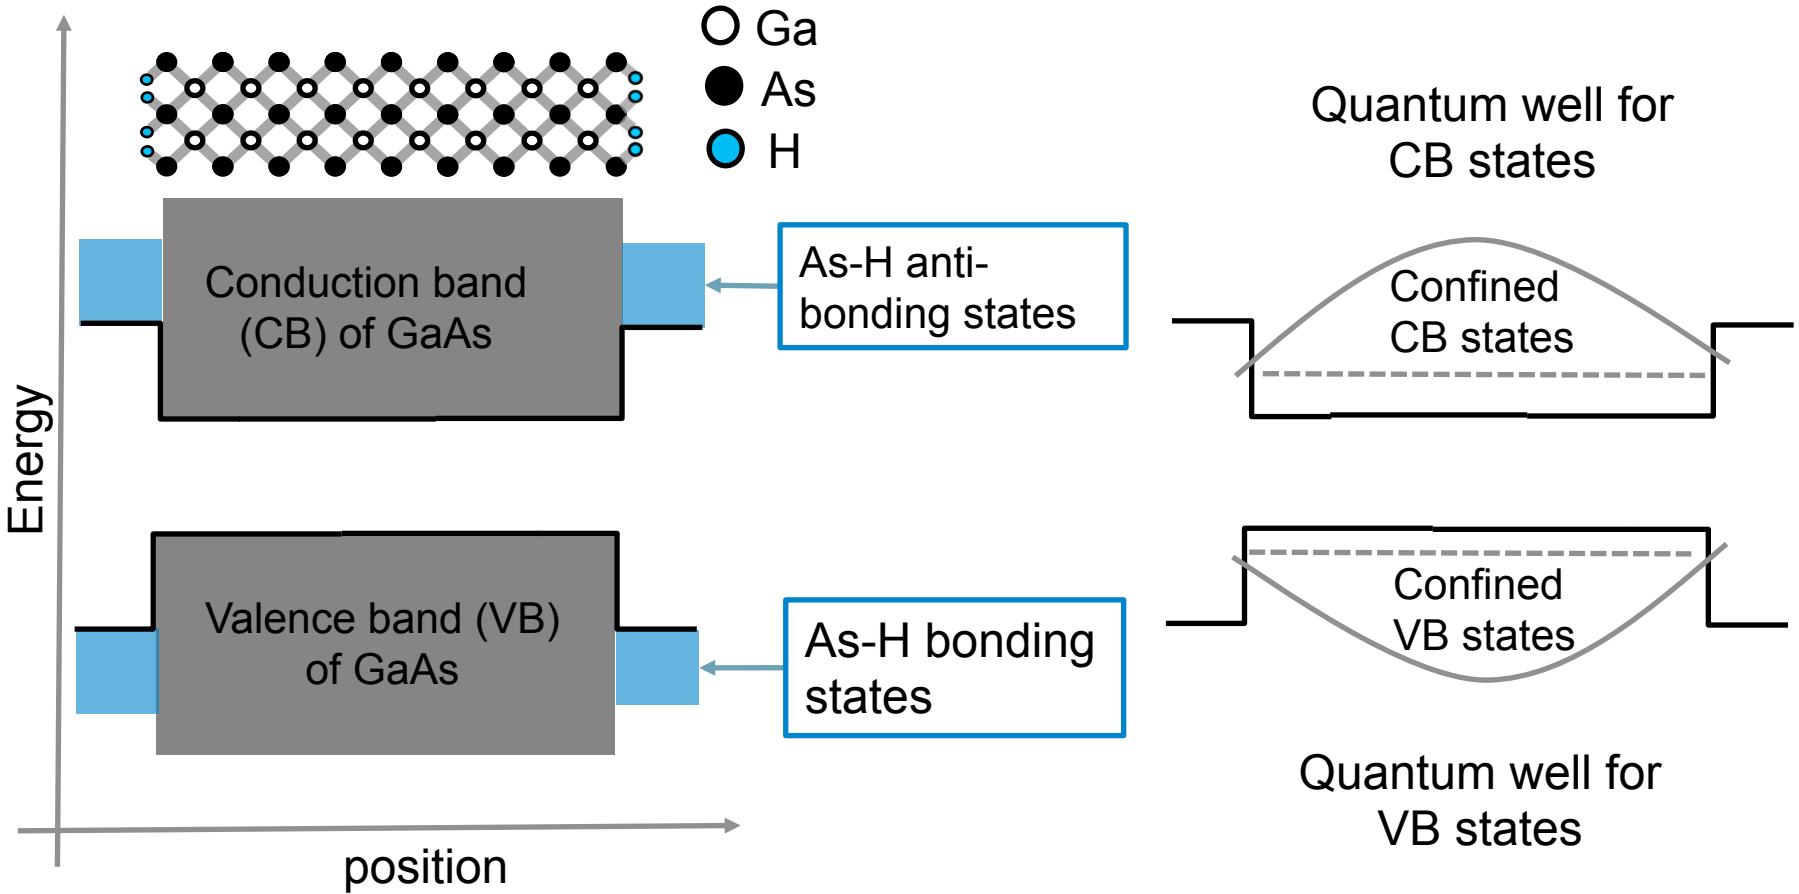 Ga
As
H
Quantum well for
CB states
Conduction band
(CB) of GaAs
As-H anti-
bonding states
Confined
CB states
Energy
Valence band (VB)
of GaAs
As-H bonding
states
Confined
VB states
Quantum well for
VB states
position